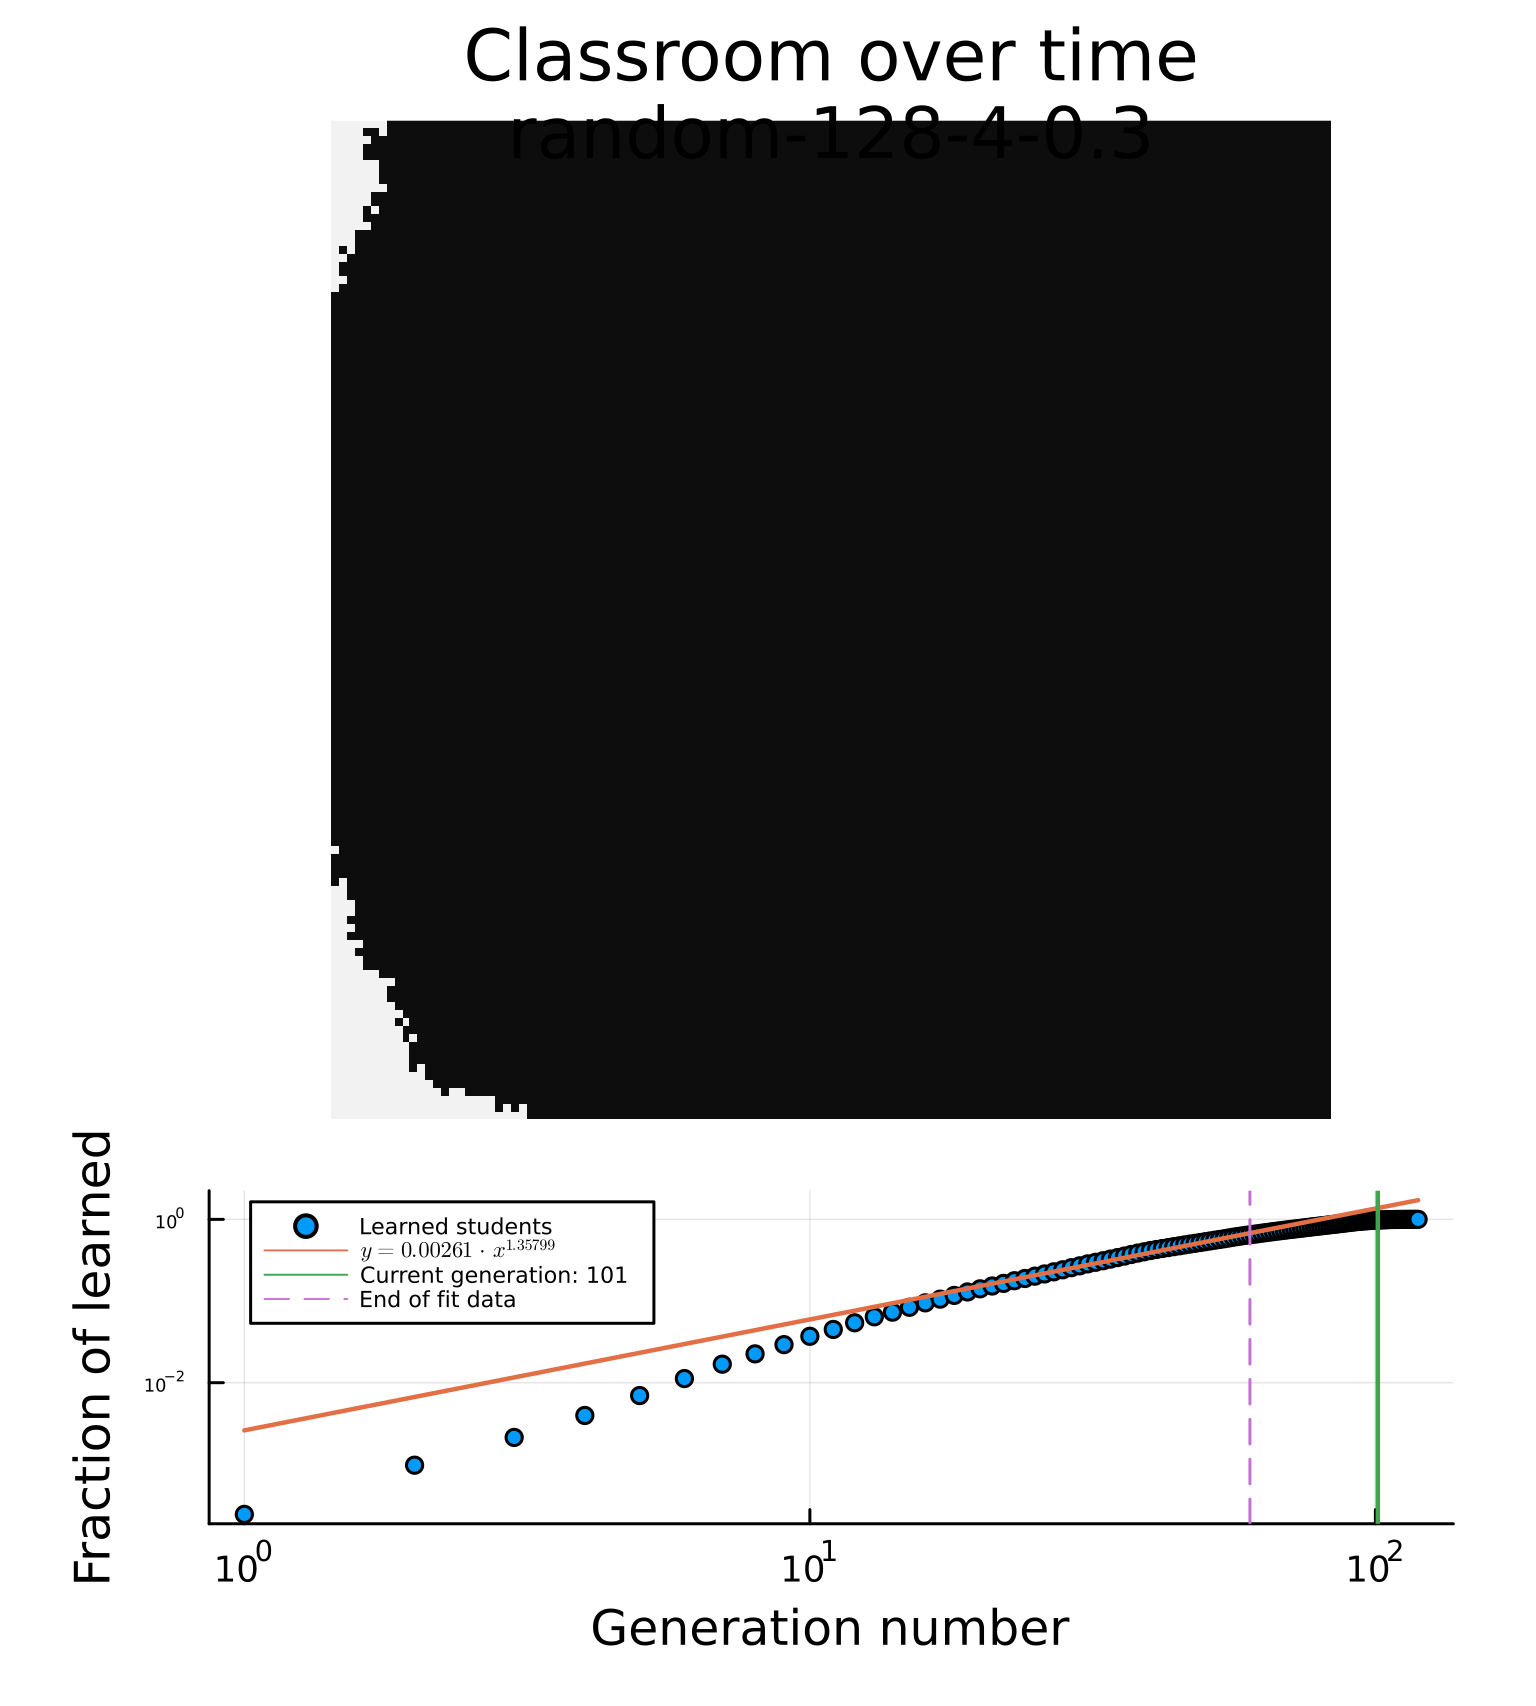 Classroom over time
random-128-4-0.3
Fraction of learned
10⁰
10⁻²
Learned students
y = 0.00261 · x^1.35799
Current generation: 101
End of fit data
10⁰ 10¹ 10²
Generation number